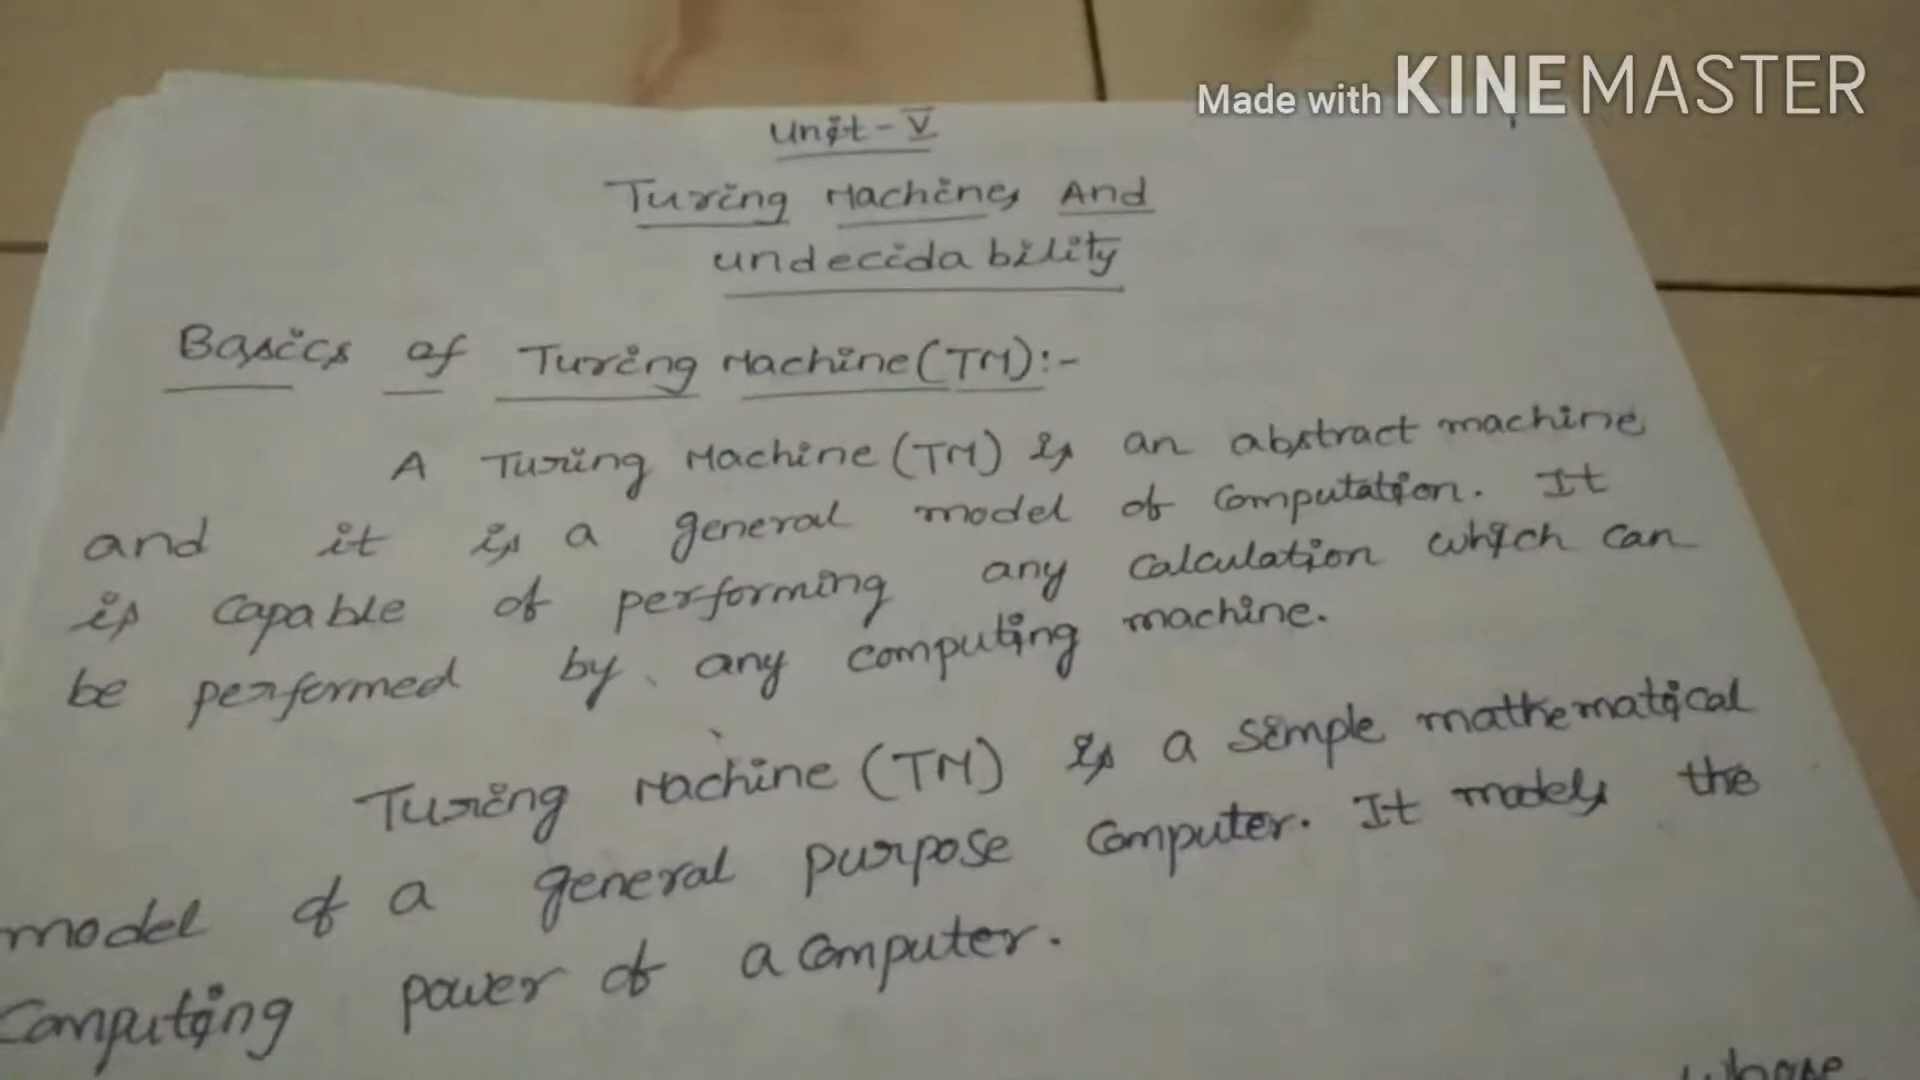 Made with KINEMASTER
Unit - V
Turing Machines And
undecidability
Basics of Turing Machine (TM):-
A Turing Machine (TM) is an abstract machine
and it is a general model of computation. It
is capable of performing any calculation which can
be performed by any computing machine.
Turing Machine (TM) is a simple mathematical
model of a general purpose computer. It models the
computing power of a computer.
whose